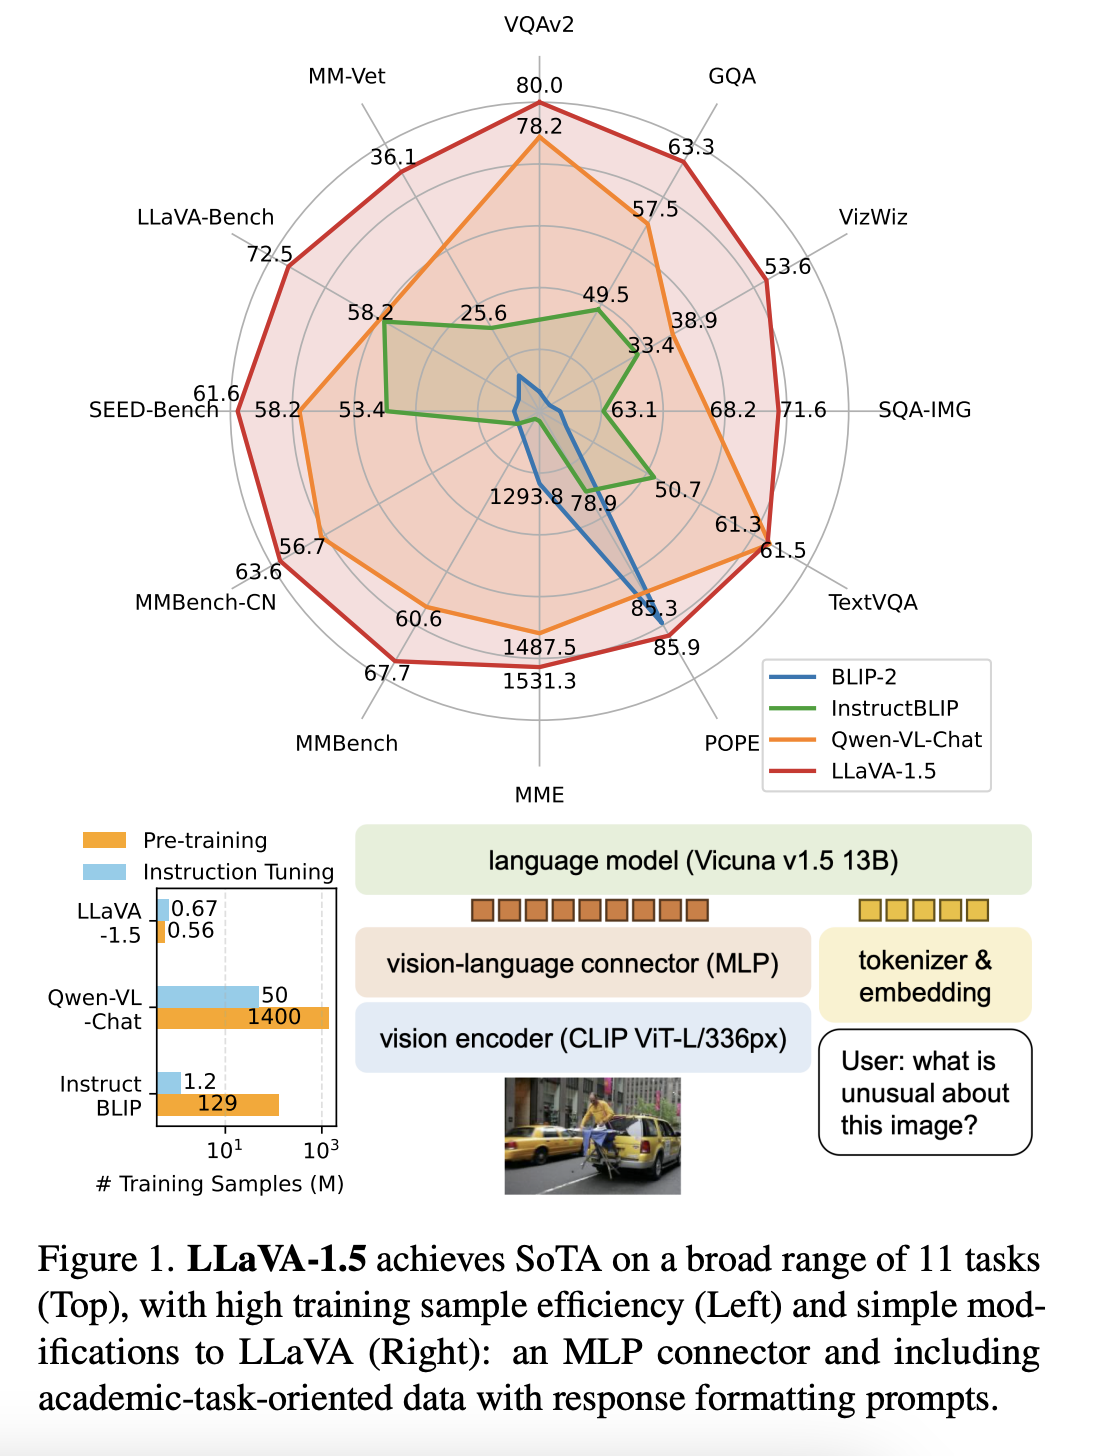 VQAv2
MM-Vet
GQA
80.0
78.2
36.1
63.3
LLaVA-Bench
57.5
VizWiz
72.5
53.6
58.2
25.6
49.5
38.9
33.4
61.6
SEED-Bench
58.2
53.4
63.1
68.2
71.6
SQA-IMG
1293.8
78.9
50.7
61.3
56.7
61.5
63.6
MMBench-CN
60.6
85.3
TextVQA
67.7
1487.5
85.9
1531.3
MMBench
POPE
MME
BLIP-2
InstructBLIP
Qwen-VL-Chat
LLaVA-1.5
Pre-training
Instruction Tuning
LLaVA
-1.5
0.67
0.56
Qwen-VL
-Chat
50
1400
Instruct
BLIP
1.2
129
10¹
10³
# Training Samples (M)
language model (Vicuna v1.5 13B)
vision-language connector (MLP)
tokenizer &
embedding
vision encoder (CLIP ViT-L/336px)
User: what is
unusual about
this image?
Figure 1. LLaVA-1.5 achieves SoTA on a broad range of 11 tasks
(Top), with high training sample efficiency (Left) and simple mod-
ifications to LLaVA (Right): an MLP connector and including
academic-task-oriented data with response formatting prompts.